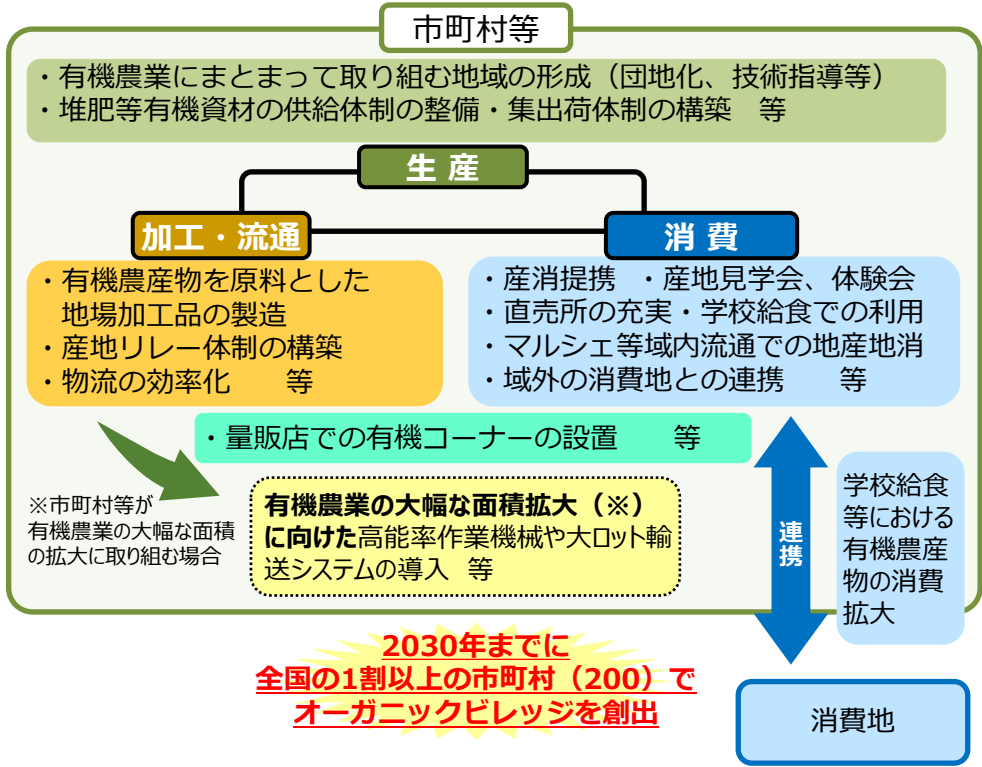 市町村等
・有機農業にまとまって取り組む地域の形成（団地化、技術指導等）
・堆肥等有機資材の供給体制の整備・集出荷体制の構築　等
生 産
加工・流通
消 費
・有機農産物を原料とした
地場加工品の製造
・産地リレー体制の構築
・物流の効率化　　等
・産消提携　・産地見学会、体験会
・直売所の充実・学校給食での利用
・マルシェ等域内流通での地産地消
・域外の消費地との連携　　等
・量販店での有機コーナーの設置　　等
※市町村等が
有機農業の大幅な面積
の拡大に取り組む場合
有機農業の大幅な面積拡大（※）
に向けた高能率作業機械や大ロット輸
送システムの導入　等
連携
学校給食
等における
有機農産
物の消費
拡大
2030年までに
全国の1割以上の市町村（200）で
オーガニックビレッジを創出
消費地